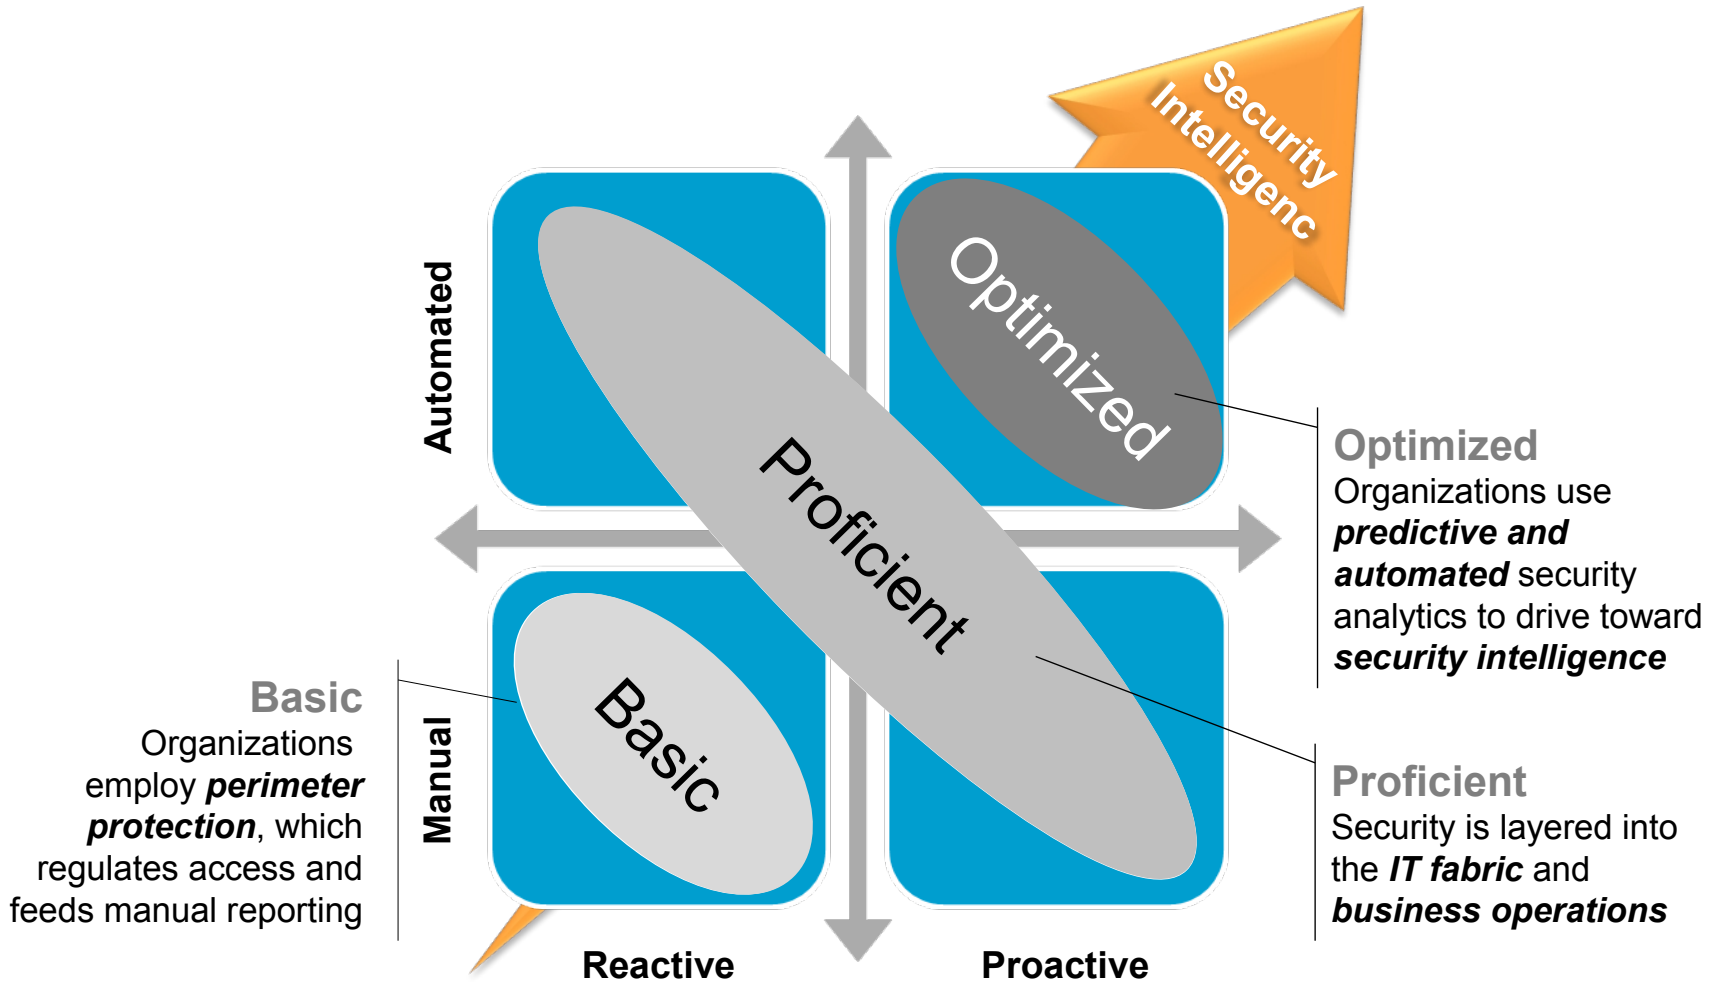 Security
Intelligenc
Automated
Optimized
Proficient
Optimized
Organizations use
predictive and
automated security
analytics to drive toward
security intelligence
Basic
Organizations
employ perimeter
protection, which
regulates access and
feeds manual reporting
Manual
Basic
Proficient
Security is layered into
the IT fabric and
business operations
Reactive
Proactive